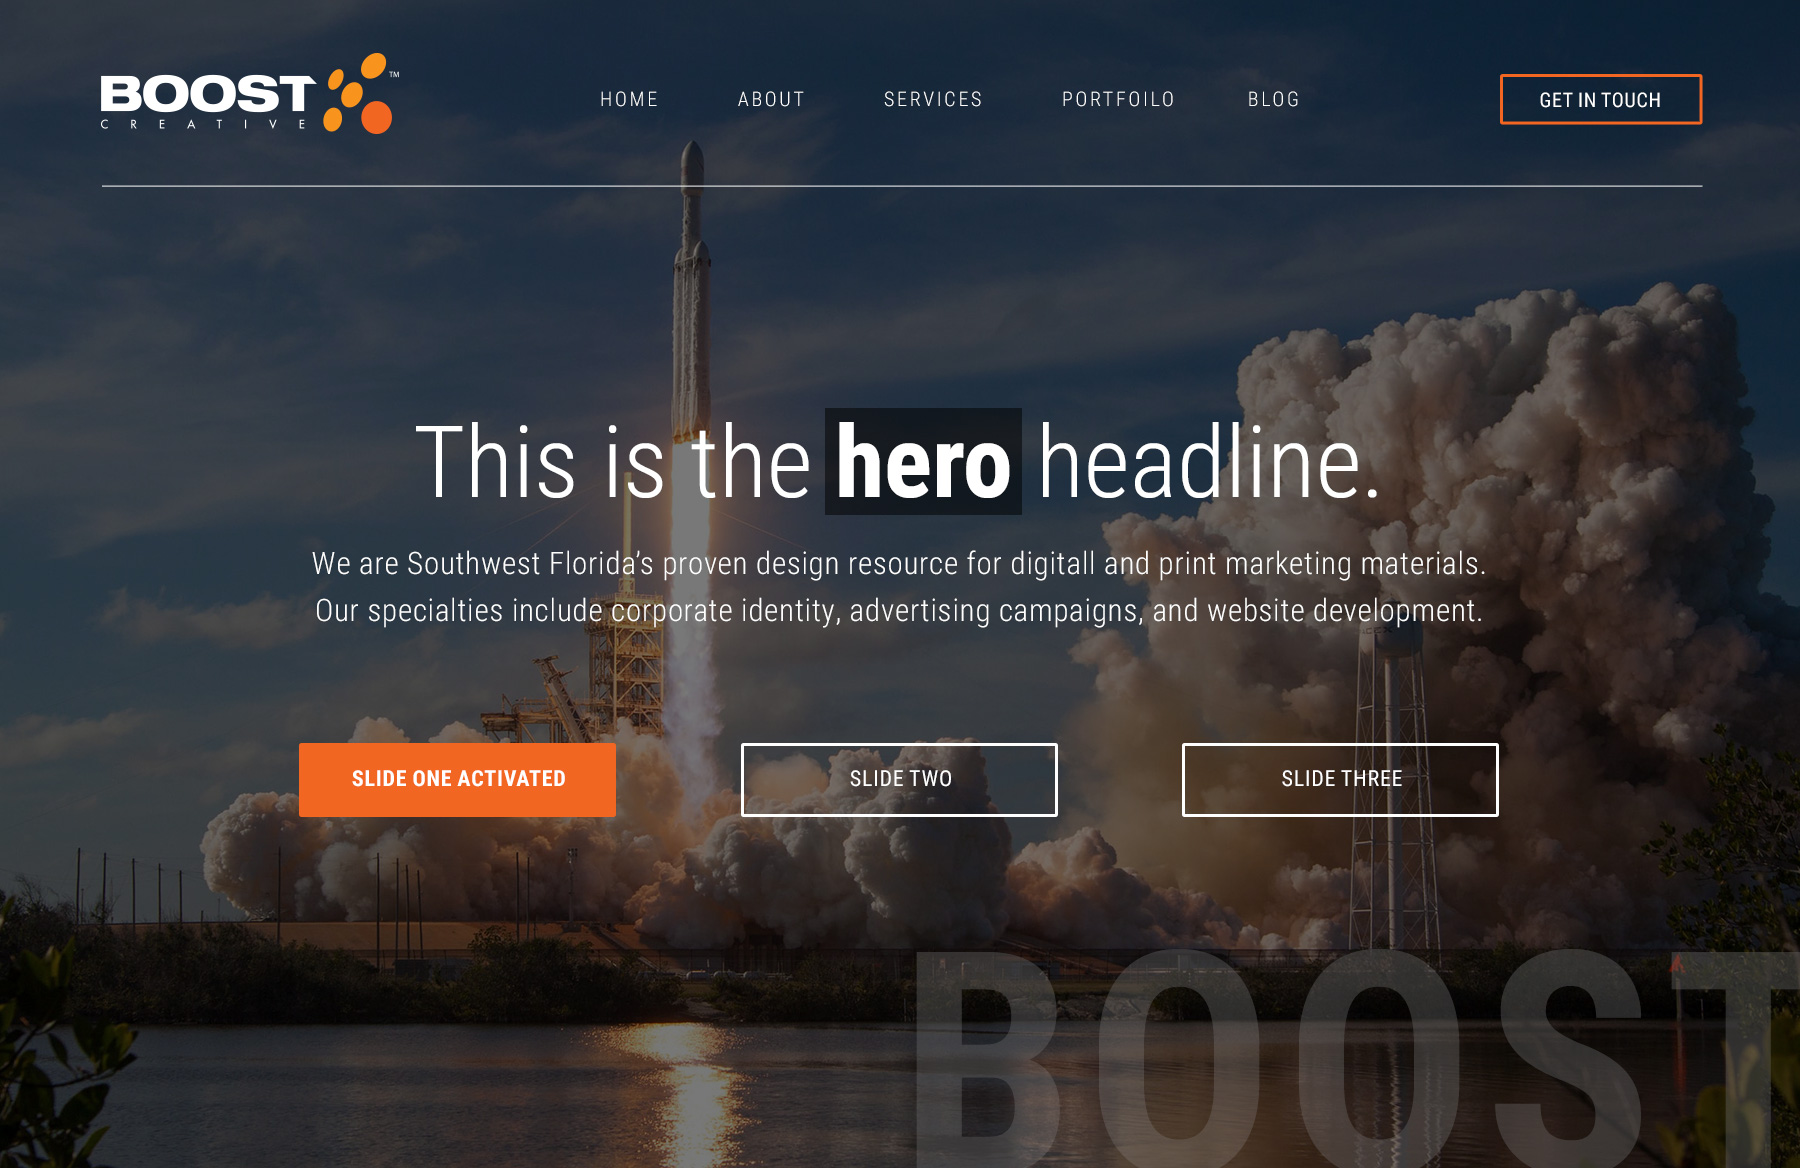 BOOST™
CREATIVE
HOME ABOUT SERVICES PORTFOILO BLOG
GET IN TOUCH
This is the hero headline.
We are Southwest Florida’s proven design resource for digitall and print marketing materials.
Our specialties include corporate identity, advertising campaigns, and website development.
SLIDE ONE ACTIVATED
SLIDE TWO
SLIDE THREE
BOOST